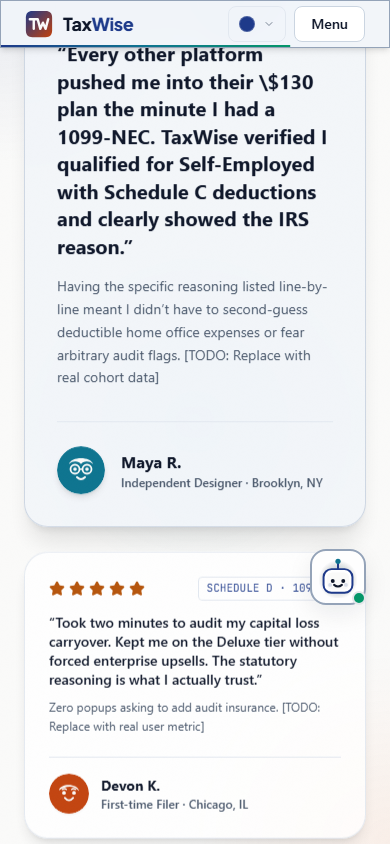 TW TaxWise Menu
“Every other platform
pushed me into their \$130
plan the minute I had a
1099-NEC. TaxWise verified I
qualified for Self-Employed
with Schedule C deductions
and clearly showed the IRS
reason.”
Having the specific reasoning listed line-by-
line meant I didn’t have to second-guess
deductible home office expenses or fear
arbitrary audit flags. [TODO: Replace with
real cohort data]
Maya R.
Independent Designer · Brooklyn, NY
SCHEDULE D · 109
“Took two minutes to audit my capital loss
carryover. Kept me on the Deluxe tier without
forced enterprise upsells. The statutory
reasoning is what I actually trust.”
Zero popups asking to add audit insurance. [TODO:
Replace with real user metric]
Devon K.
First-time Filer · Chicago, IL